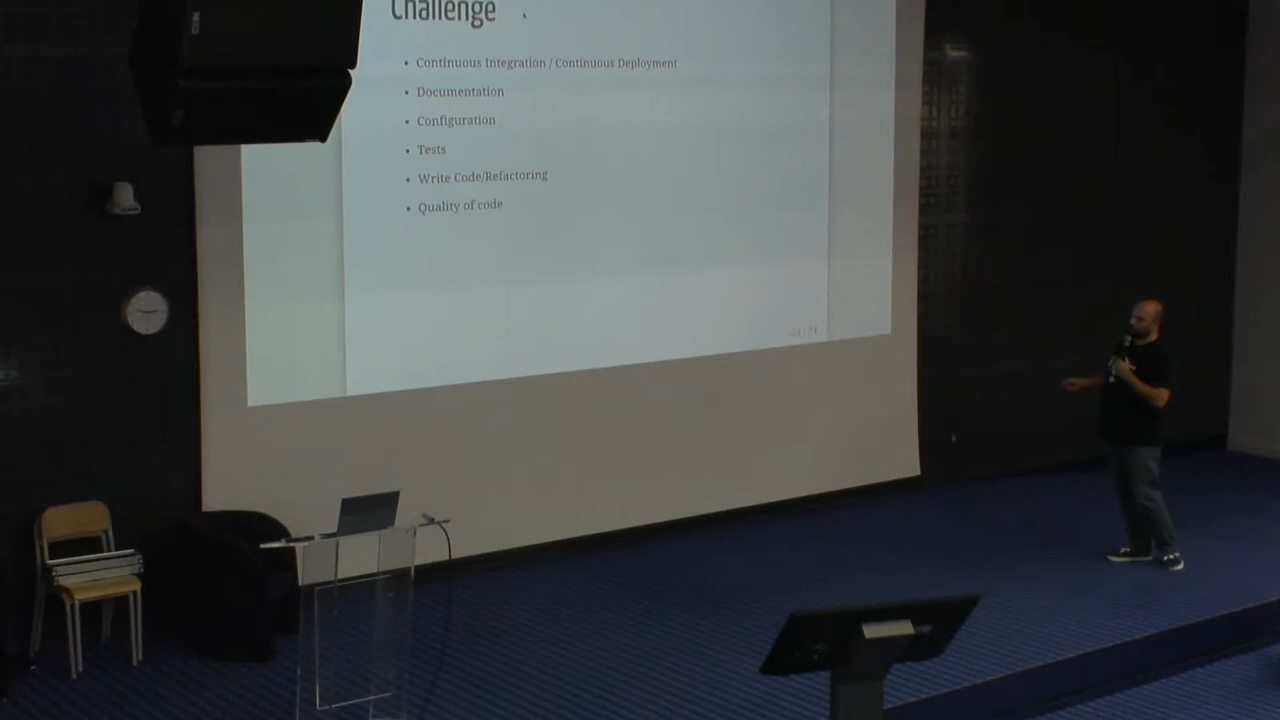 Challenge
• Continuous Integration / Continuous Deployment
• Documentation
• Configuration
• Tests
• Write Code/Refactoring
• Quality of code